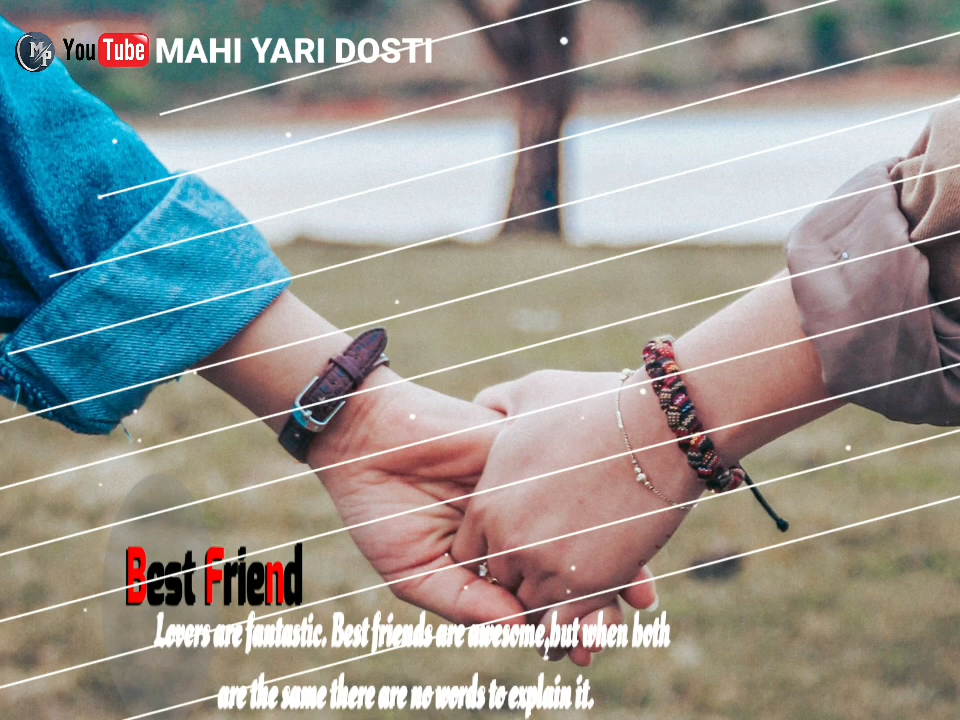 MP YouTube MAHI YARI DOSTI
Best Friend
Lovers are fantastic. Best friends are awesome,but when both
are the same there are no words to explain it.